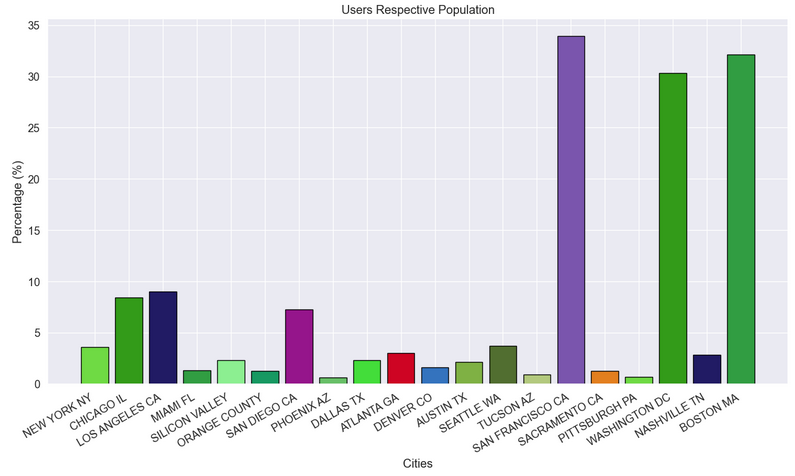 Users Respective Population
Percentage (%)
35
30
25
20
15
10
5
0
NEW YORK NY
CHICAGO IL
LOS ANGELES CA
MIAMI FL
SILICON VALLEY
ORANGE COUNTY
SAN DIEGO CA
PHOENIX AZ
DALLAS TX
ATLANTA GA
DENVER CO
AUSTIN TX
SEATTLE WA
TUCSON AZ
SAN FRANCISCO CA
SACRAMENTO CA
PITTSBURGH PA
WASHINGTON DC
NASHVILLE TN
BOSTON MA
Cities